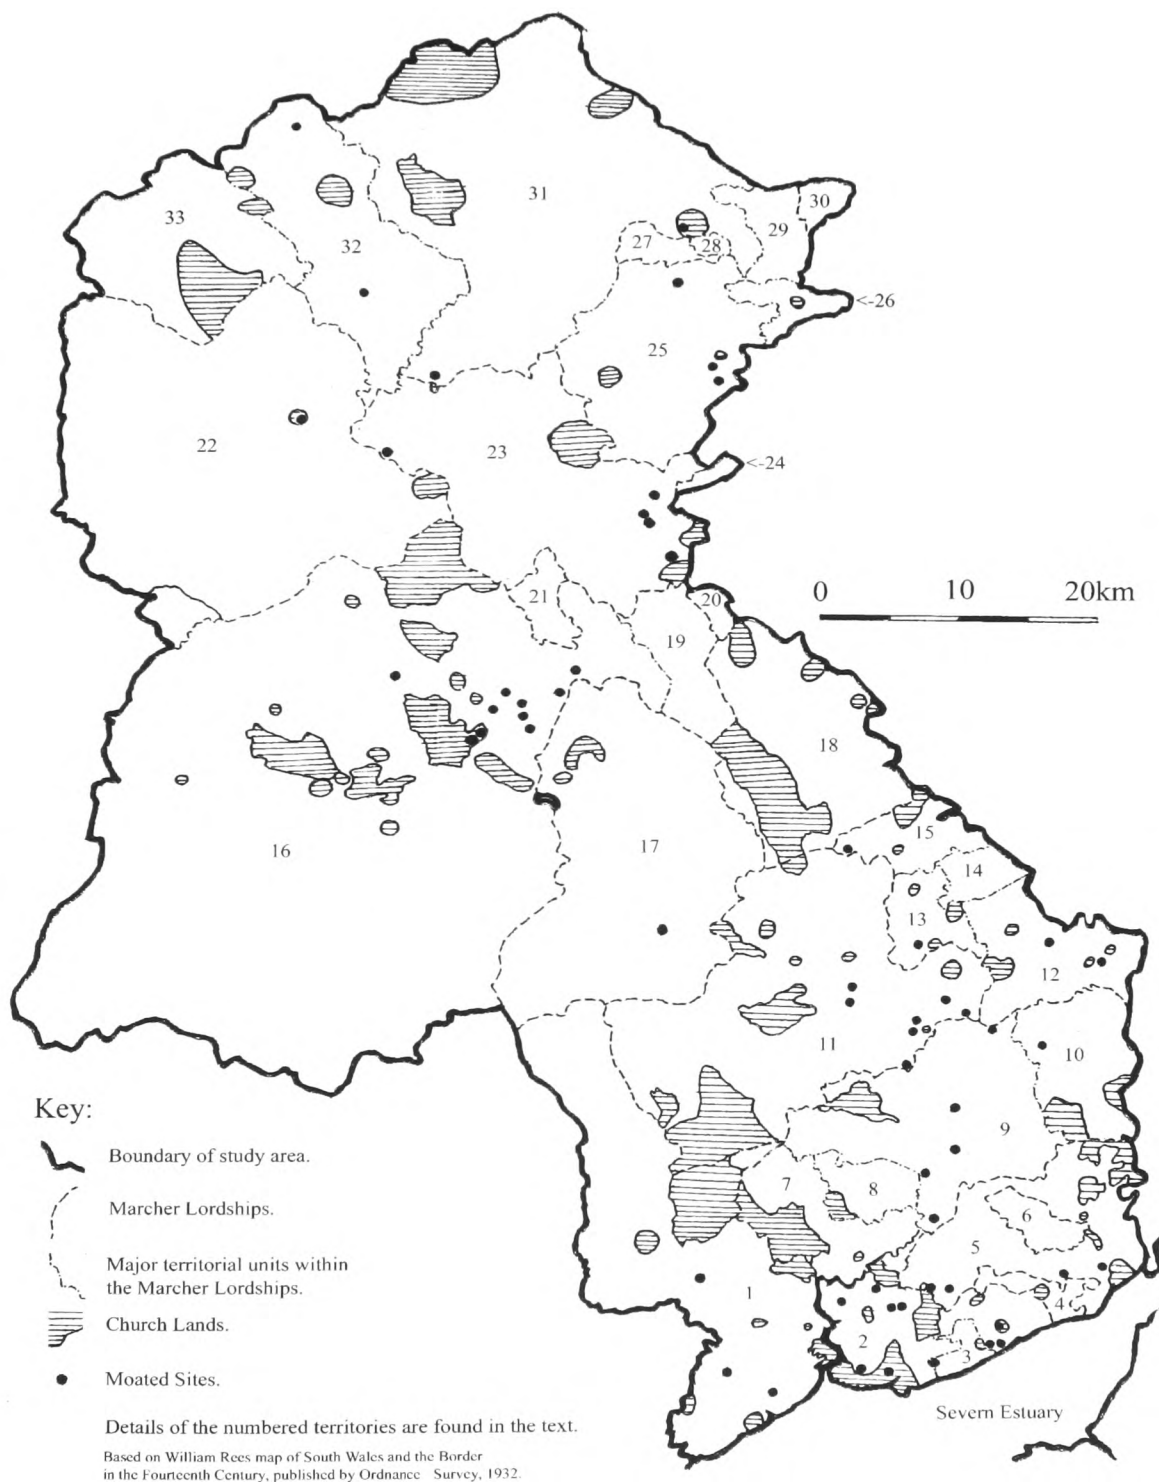 31
30
33
29
32
27
28
<-26
25
22
23
<-24
21
20
0 10 20km
19
18
15
16
17
14
13
12
11
10
Key:
9
Boundary of study area.
7
8
Marcher Lordships.
6
5
Major territorial units within
the Marcher Lordships.
1
4
Church Lands.
2
3
Moated Sites.
Severn Estuary
Details of the numbered territories are found in the text.
Based on William Rees map of South Wales and the Border
in the Fourteenth Century, published by Ordnance Survey, 1932.